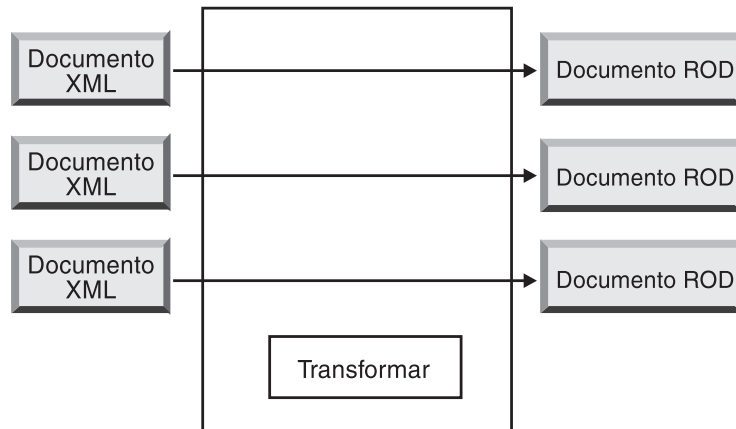 Documento
XML
Documento ROD
Documento
XML
Documento ROD
Documento
XML
Documento ROD
Transformar